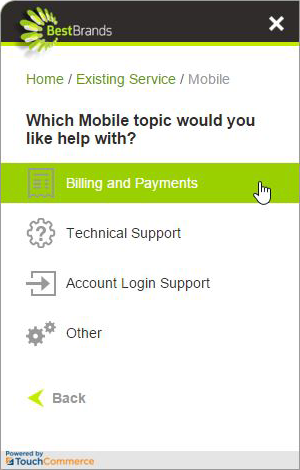 BestBrands
Home / Existing Service / Mobile
Which Mobile topic would you
like help with?
Billing and Payments
Technical Support
Account Login Support
Other
Back
Powered by
TouchCommerce